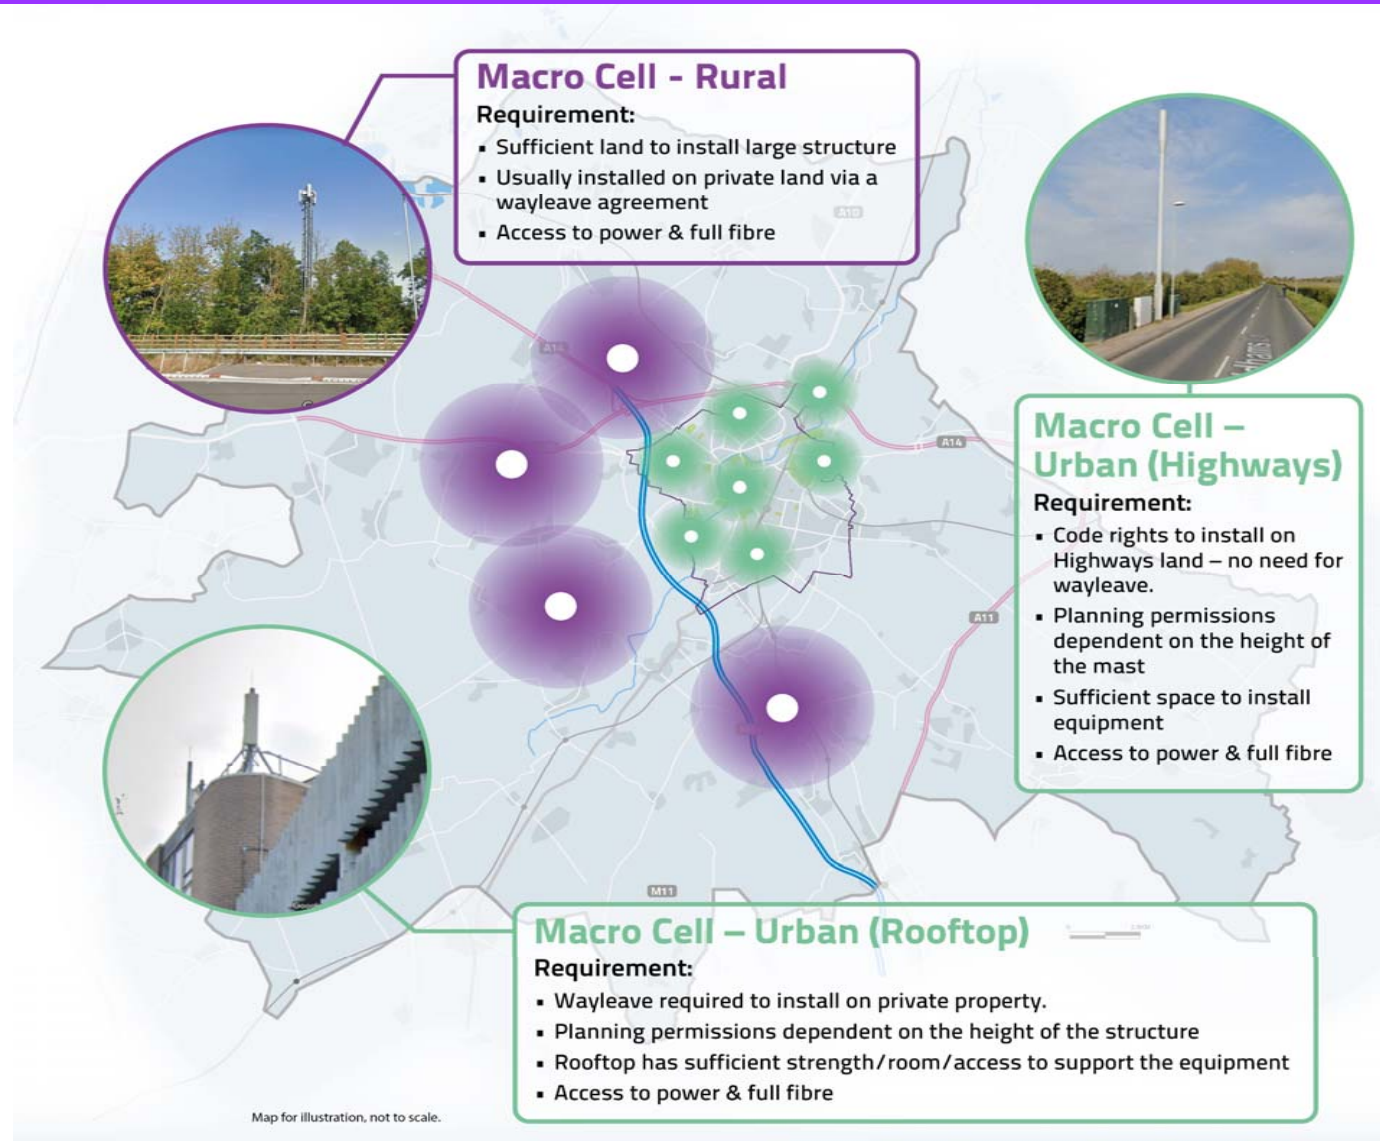 Macro Cell - Rural
Requirement:
▪ Sufficient land to install large structure
▪ Usually installed on private land via a
wayleave agreement
▪ Access to power & full fibre
A10
A14
A14
A11
M11
Macro Cell –
Urban (Highways)
Requirement:
▪ Code rights to install on
Highways land – no need for
wayleave.
▪ Planning permissions
dependent on the height of
the mast
▪ Sufficient space to install
equipment
▪ Access to power & full fibre
Macro Cell – Urban (Rooftop)
Requirement:
▪ Wayleave required to install on private property.
▪ Planning permissions dependent on the height of the structure
▪ Rooftop has sufficient strength/room/access to support the equipment
▪ Access to power & full fibre
Map for illustration, not to scale.